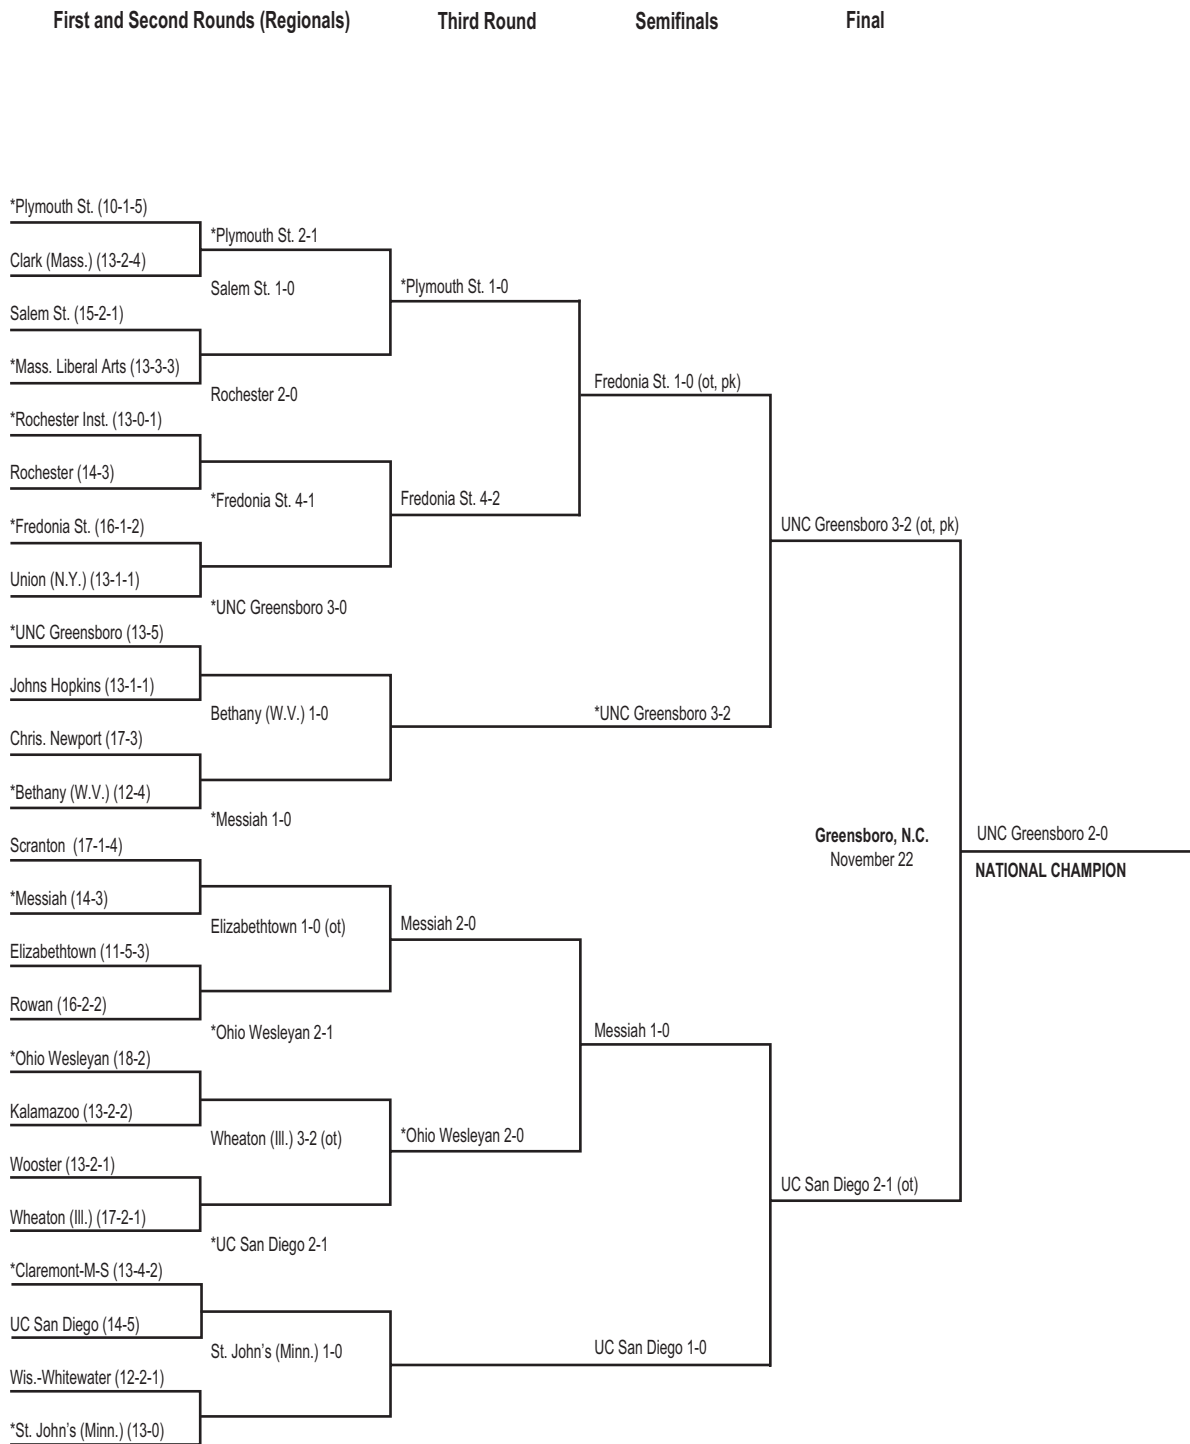 First and Second Rounds (Regionals)
Third Round
Semifinals
Final
*Plymouth St. (10-1-5)
Clark (Mass.) (13-2-4)
Salem St. (15-2-1)
*Mass. Liberal Arts (13-3-3)
*Rochester Inst. (13-0-1)
Rochester (14-3)
*Fredonia St. (16-1-2)
Union (N.Y.) (13-1-1)
*UNC Greensboro (13-5)
Johns Hopkins (13-1-1)
Chris. Newport (17-3)
*Bethany (W.V.) (12-4)
Scranton (17-1-4)
*Messiah (14-3)
Elizabethtown (11-5-3)
Rowan (16-2-2)
*Ohio Wesleyan (18-2)
Kalamazoo (13-2-2)
Wooster (13-2-1)
Wheaton (Ill.) (17-2-1)
*Claremont-M-S (13-4-2)
UC San Diego (14-5)
Wis.-Whitewater (12-2-1)
*St. John's (Minn.) (13-0)
*Plymouth St. 2-1
Salem St. 1-0
Rochester 2-0
*Fredonia St. 4-1
*UNC Greensboro 3-0
Bethany (W.V.) 1-0
*Messiah 1-0
Elizabethtown 1-0 (ot)
*Ohio Wesleyan 2-1
Wheaton (Ill.) 3-2 (ot)
*UC San Diego 2-1
St. John's (Minn.) 1-0
*Plymouth St. 1-0
Fredonia St. 4-2
Messiah 2-0
*Ohio Wesleyan 2-0
Fredonia St. 1-0 (ot, pk)
*UNC Greensboro 3-2
Messiah 1-0
UC San Diego 1-0
UNC Greensboro 3-2 (ot, pk)
UC San Diego 2-1 (ot)
Greensboro, N.C.
November 22
UNC Greensboro 2-0
NATIONAL CHAMPION